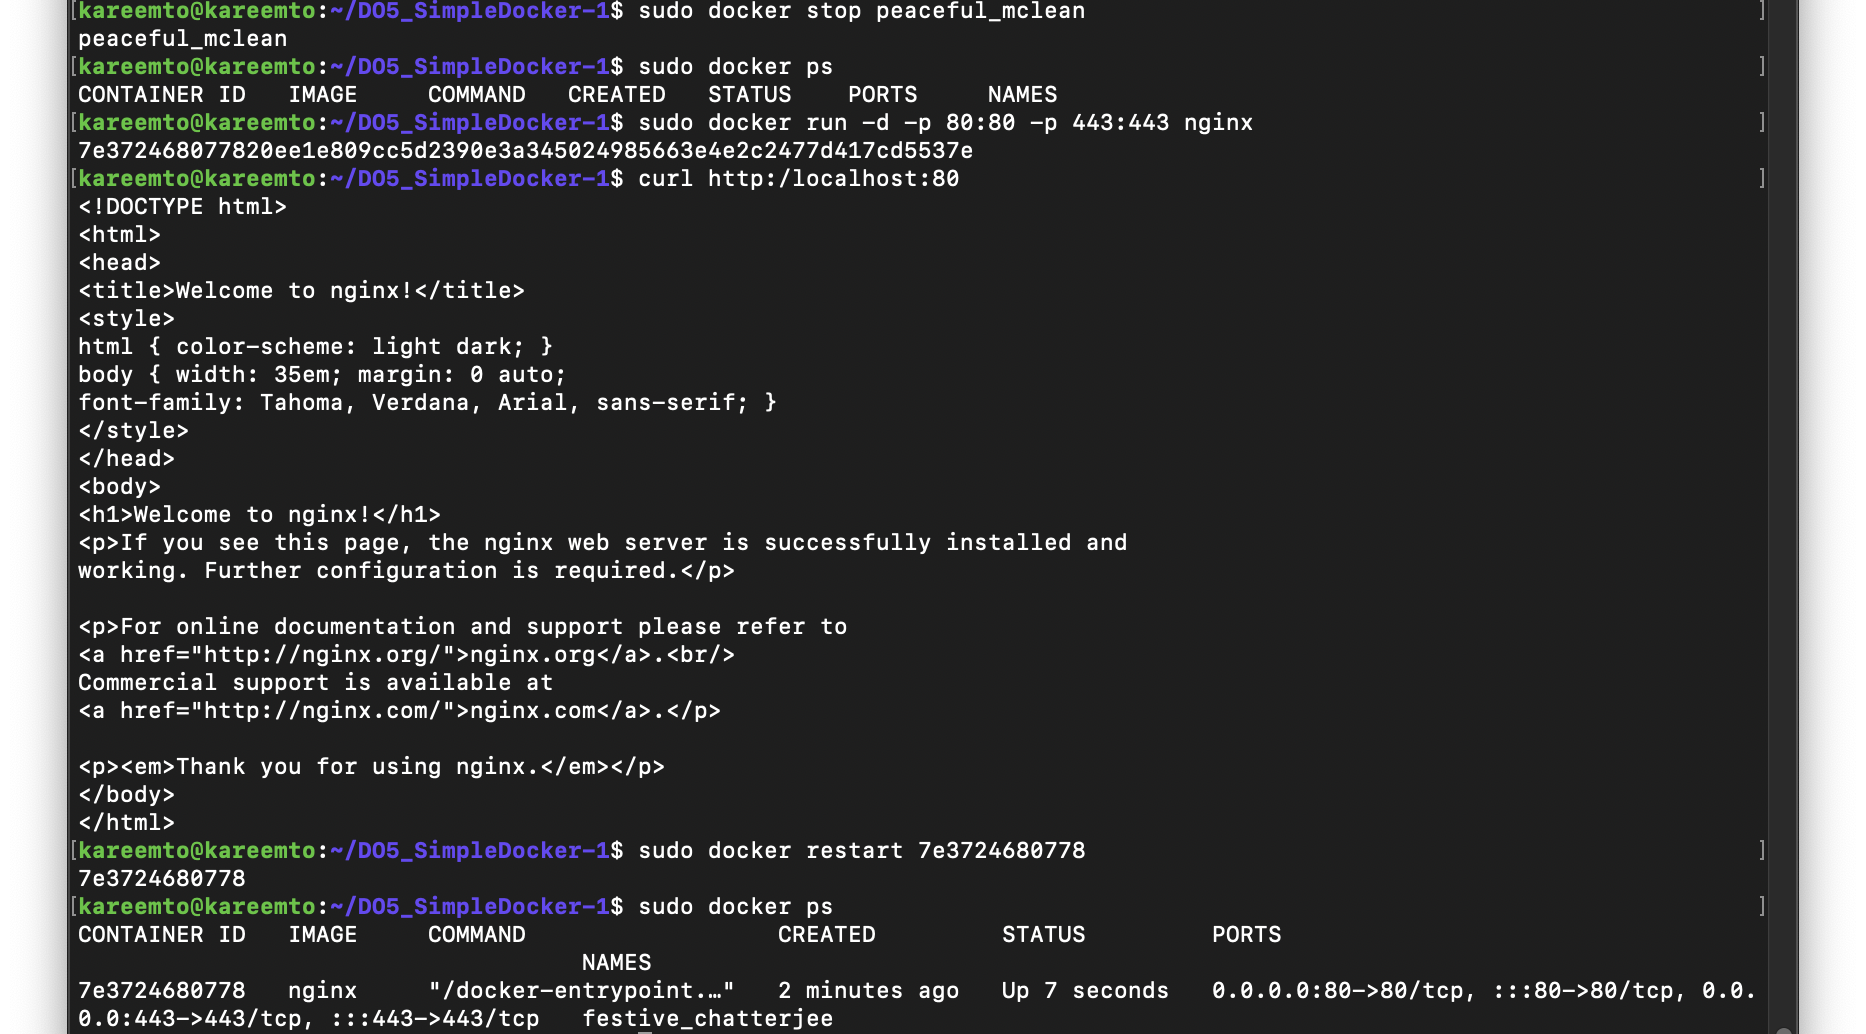 [kareemto@kareemto:~/DO5_SimpleDocker-1$ sudo docker stop peaceful_mclean ]
peaceful_mclean
[kareemto@kareemto:~/DO5_SimpleDocker-1$ sudo docker ps ]
CONTAINER ID   IMAGE     COMMAND   CREATED   STATUS    PORTS     NAMES
[kareemto@kareemto:~/DO5_SimpleDocker-1$ sudo docker run -d -p 80:80 -p 443:443 nginx ]
7e372468077820ee1e809cc5d2390e3a345024985663e4e2c2477d417cd5537e
[kareemto@kareemto:~/DO5_SimpleDocker-1$ curl http:/localhost:80 ]
<!DOCTYPE html>
<html>
<head>
<title>Welcome to nginx!</title>
<style>
html { color-scheme: light dark; }
body { width: 35em; margin: 0 auto;
font-family: Tahoma, Verdana, Arial, sans-serif; }
</style>
</head>
<body>
<h1>Welcome to nginx!</h1>
<p>If you see this page, the nginx web server is successfully installed and
working. Further configuration is required.</p>

<p>For online documentation and support please refer to
<a href="http://nginx.org/">nginx.org</a>.<br/>
Commercial support is available at
<a href="http://nginx.com/">nginx.com</a>.</p>

<p><em>Thank you for using nginx.</em></p>
</body>
</html>
[kareemto@kareemto:~/DO5_SimpleDocker-1$ sudo docker restart 7e3724680778 ]
7e3724680778
[kareemto@kareemto:~/DO5_SimpleDocker-1$ sudo docker ps ]
CONTAINER ID   IMAGE     COMMAND                  CREATED         STATUS         PORTS
NAMES
7e3724680778   nginx     "/docker-entrypoint.…"   2 minutes ago   Up 7 seconds   0.0.0.0:80->80/tcp, :::80->80/tcp, 0.0.
0.0:443->443/tcp, :::443->443/tcp   festive_chatterjee